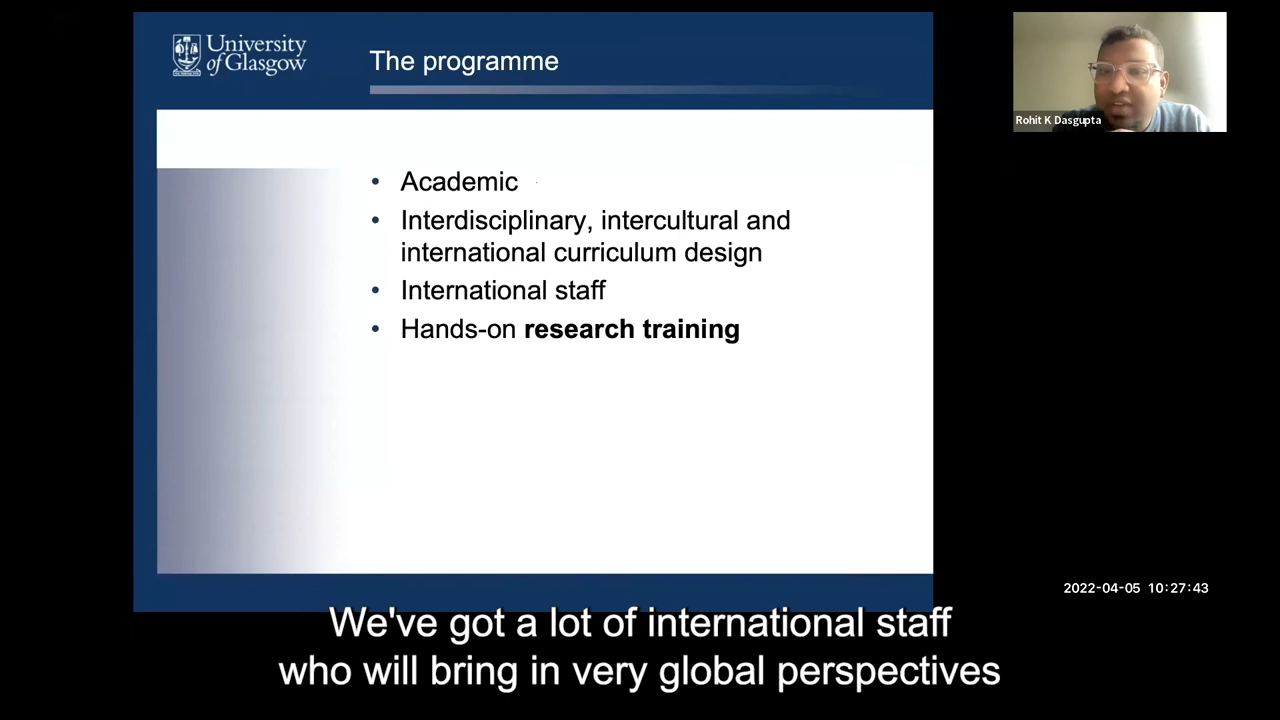 University
of Glasgow
The programme
Rohit K Dasgupta
• Academic
• Interdisciplinary, intercultural and
international curriculum design
• International staff
• Hands-on research training
2022-04-05 10:27:43
We've got a lot of international staff
who will bring in very global perspectives